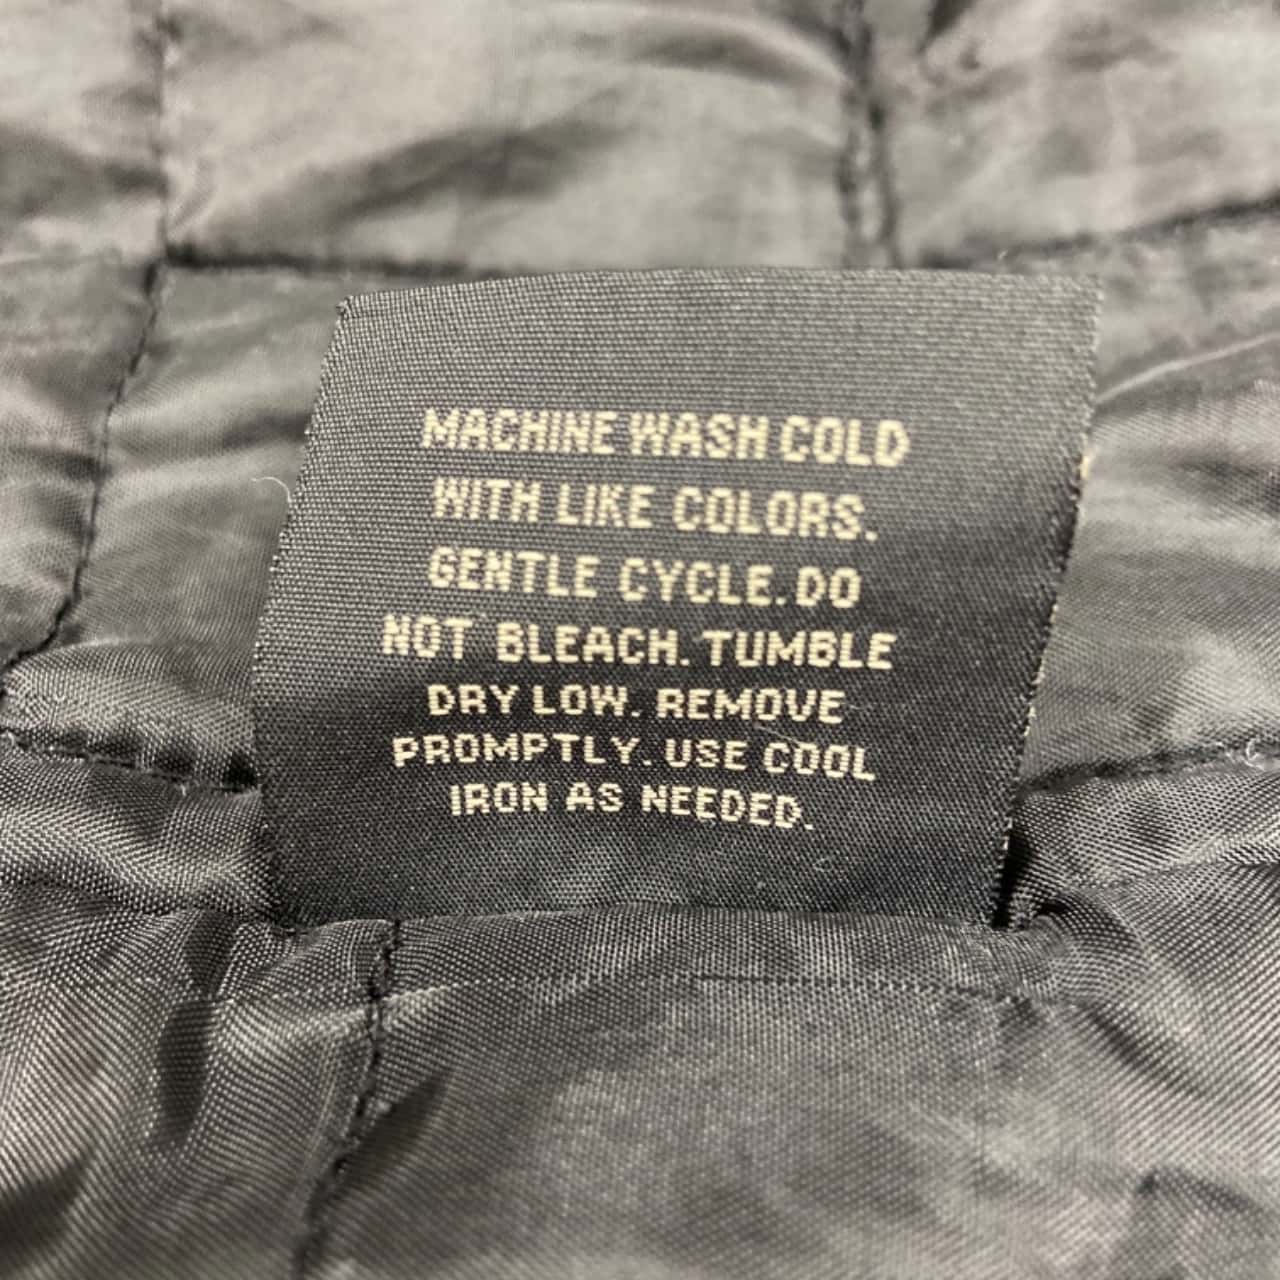 MACHINE WASH COLD
WITH LIKE COLORS.
GENTLE CYCLE. DO
NOT BLEACH. TUMBLE
DRY LOW. REMOVE
PROMPTLY. USE COOL
IRON AS NEEDED.